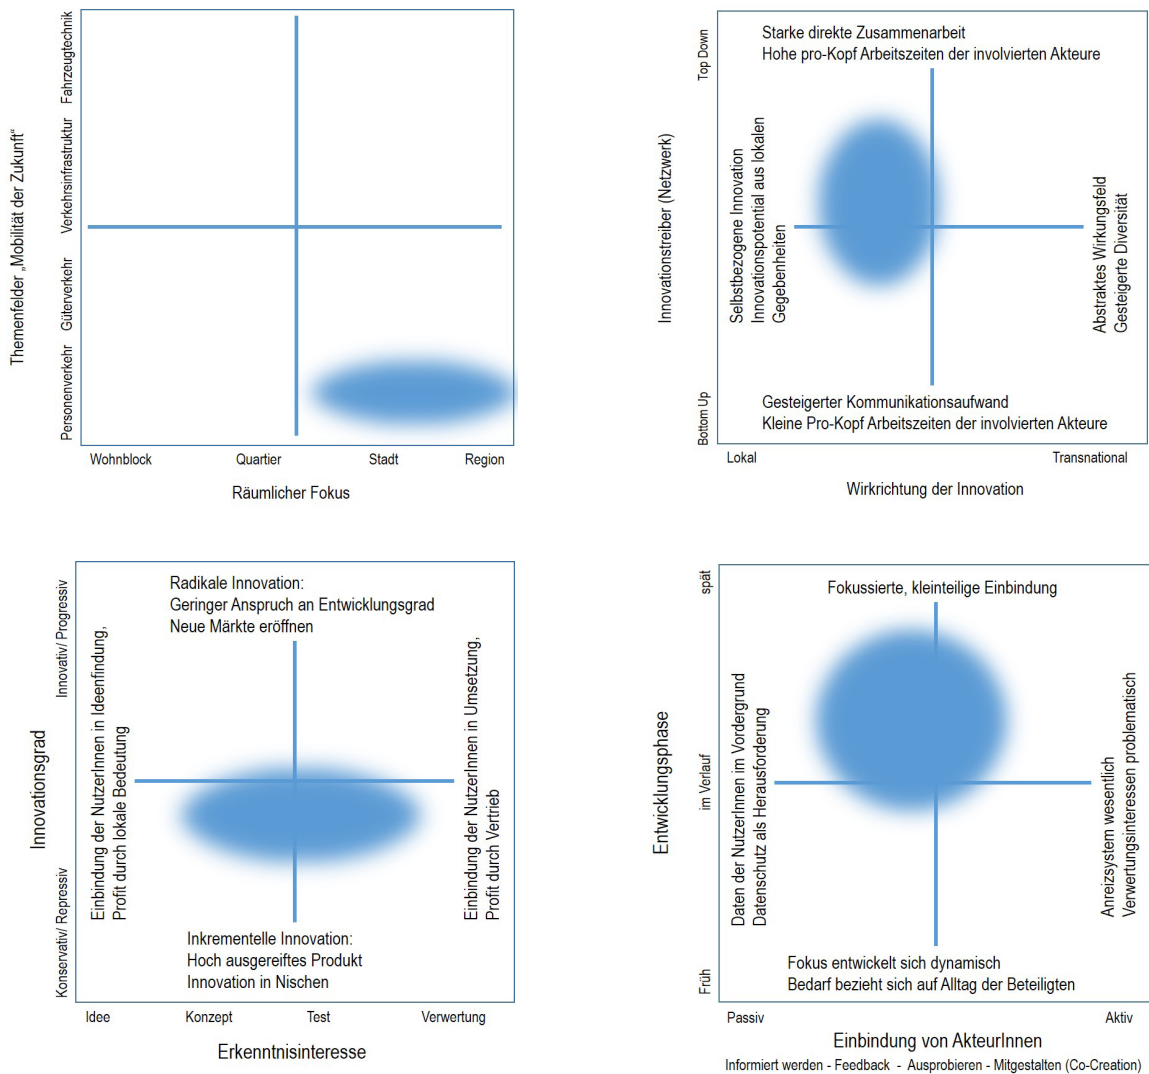 Themenfelder „Mobilität der Zukunft“
Fahrzeugtechnik
Verkehrsinfrastruktur
Güterverkehr
Personenverkehr
Wohnblock
Quartier
Stadt
Region
Räumlicher Fokus
Innovationstreiber (Netzwerk)
Top Down
Bottom Up
Starke direkte Zusammenarbeit
Hohe pro-Kopf Arbeitszeiten der involvierten Akteure
Selbstbezogene Innovation
Innovationspotential aus lokalen
Gegebenheiten
Abstraktes Wirkungsfeld
Gesteigerte Diversität
Gesteigerter Kommunikationsaufwand
Kleine Pro-Kopf Arbeitszeiten der involvierten Akteure
Lokal
Transnational
Wirkrichtung der Innovation
Innovationsgrad
Innovativ/ Progressiv
Konservativ/ Repressiv
Radikale Innovation:
Geringer Anspruch an Entwicklungsgrad
Neue Märkte eröffnen
Einbindung der NutzerInnen in Ideenfindung,
Profit durch lokale Bedeutung
Einbindung der NutzerInnen in Umsetzung,
Profit durch Vertrieb
Inkrementelle Innovation:
Hoch ausgereiftes Produkt
Innovation in Nischen
Idee
Konzept
Test
Verwertung
Erkenntnisinteresse
Entwicklungsphase
spät
im Verlauf
Früh
Fokussierte, kleinteilige Einbindung
Daten der NutzerInnen im Vordergrund
Datenschutz als Herausforderung
Anreizsystem wesentlich
Verwertungsinteressen problematisch
Fokus entwickelt sich dynamisch
Bedarf bezieht sich auf Alltag der Beteiligten
Passiv
Aktiv
Einbindung von AkteurInnen
Informiert werden - Feedback - Ausprobieren - Mitgestalten (Co-Creation)